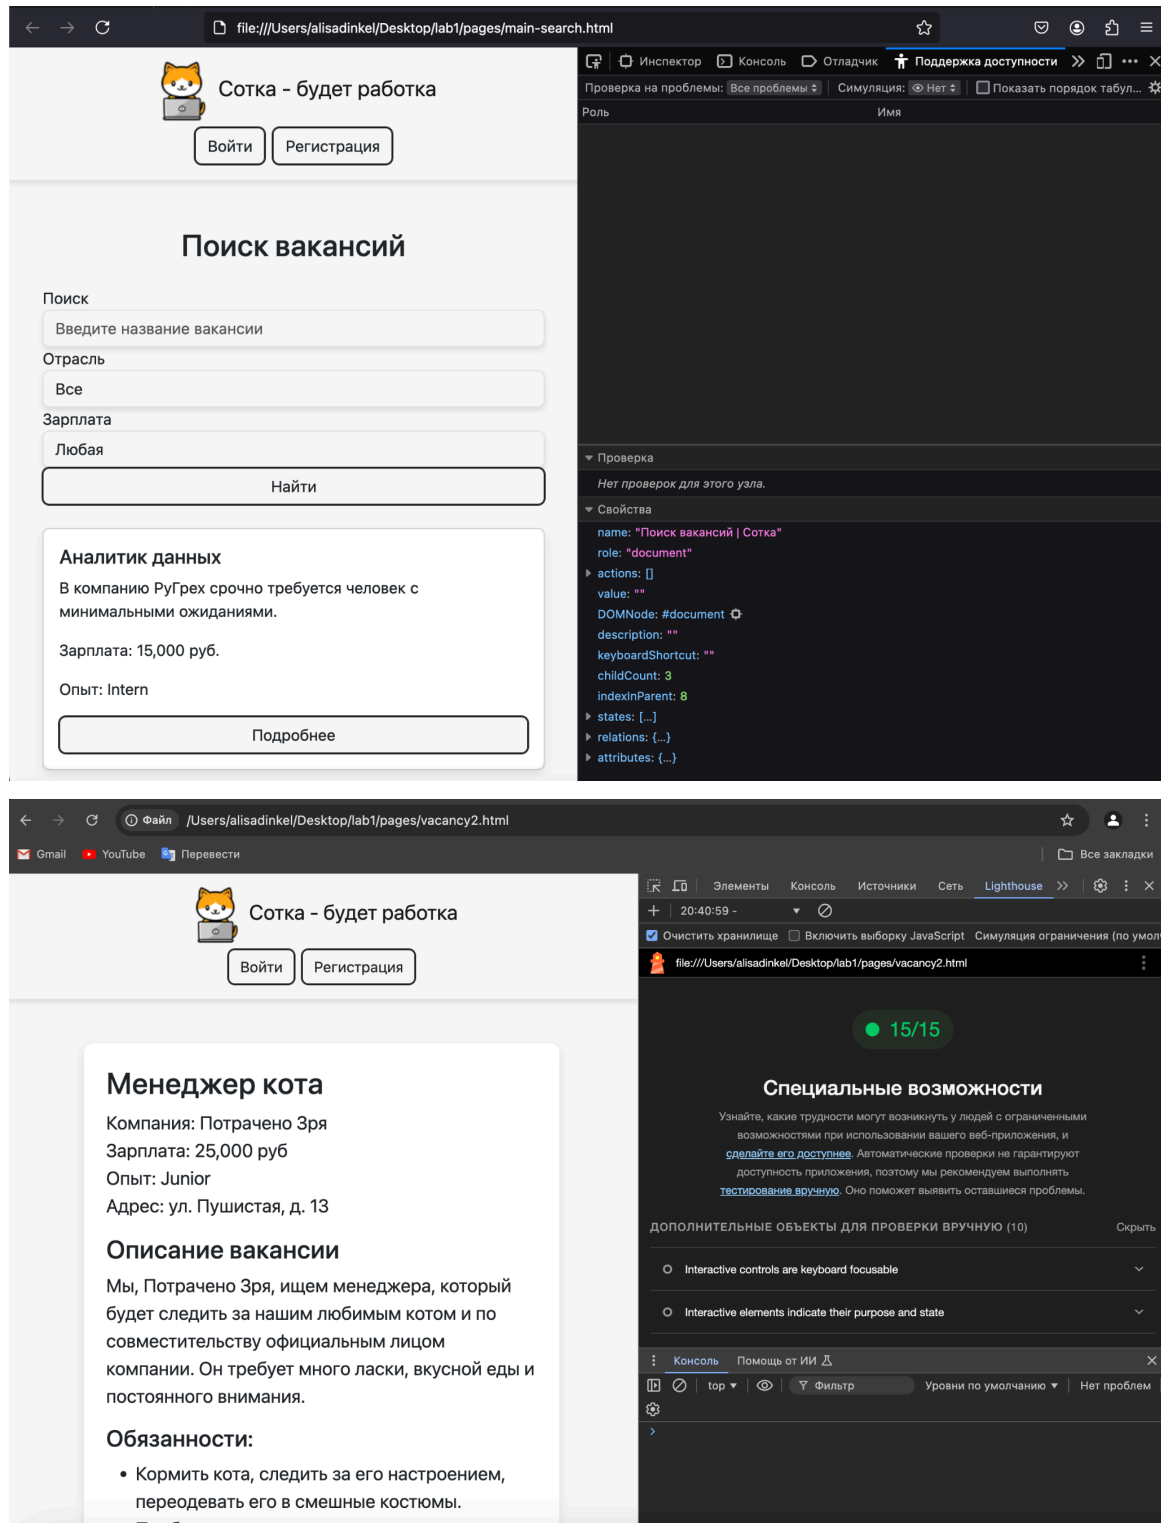 file:///Users/alisadinkel/Desktop/lab1/pages/main-search.html
Сотка - будет работка
Войти Регистрация
Поиск вакансий
Поиск
Введите название вакансии
Отрасль
Все
Зарплата
Любая
Найти
Аналитик данных
В компанию РуГрех срочно требуется человек с
минимальными ожиданиями.
Зарплата: 15,000 руб.
Опыт: Intern
Подробнее
Инспектор Консоль Отладчик Поддержка доступности
Проверка на проблемы: Все проблемы Симуляция: Нет Показать порядок табул...
Роль Имя
Проверка
Нет проверок для этого узла.
Свойства
name: "Поиск вакансий | Сотка"
role: "document"
actions: []
value: ""
DOMNode: #document
description: ""
keyboardShortcut: ""
childCount: 3
indexInParent: 8
states: […]
relations: {…}
attributes: {…}
Файл /Users/alisadinkel/Desktop/lab1/pages/vacancy2.html
Gmail YouTube Перевести Все закладки
Сотка - будет работка
Войти Регистрация
Менеджер кота
Компания: Потрачено Зря
Зарплата: 25,000 руб
Опыт: Junior
Адрес: ул. Пушистая, д. 13
Описание вакансии
Мы, Потрачено Зря, ищем менеджера, который
будет следить за нашим любимым котом и по
совместительству официальным лицом
компании. Он требует много ласки, вкусной еды и
постоянного внимания.
Обязанности:
• Кормить кота, следить за его настроением,
переодевать его в смешные костюмы.
Элементы Консоль Источники Сеть Lighthouse
20:40:59 -
Очистить хранилище Включить выборку JavaScript Симуляция ограничения (по умол
file:///Users/alisadinkel/Desktop/lab1/pages/vacancy2.html
15/15
Специальные возможности
Узнайте, какие трудности могут возникнуть у людей с ограниченными
возможностями при использовании вашего веб-приложения, и
сделайте его доступнее. Автоматические проверки не гарантируют
доступность приложения, поэтому мы рекомендуем выполнять
тестирование вручную. Оно поможет выявить оставшиеся проблемы.
ДОПОЛНИТЕЛЬНЫЕ ОБЪЕКТЫ ДЛЯ ПРОВЕРКИ ВРУЧНУЮ (10) Скрыть
Interactive controls are keyboard focusable
Interactive elements indicate their purpose and state
Консоль Помощь от ИИ
top Фильтр Уровни по умолчанию Нет проблем